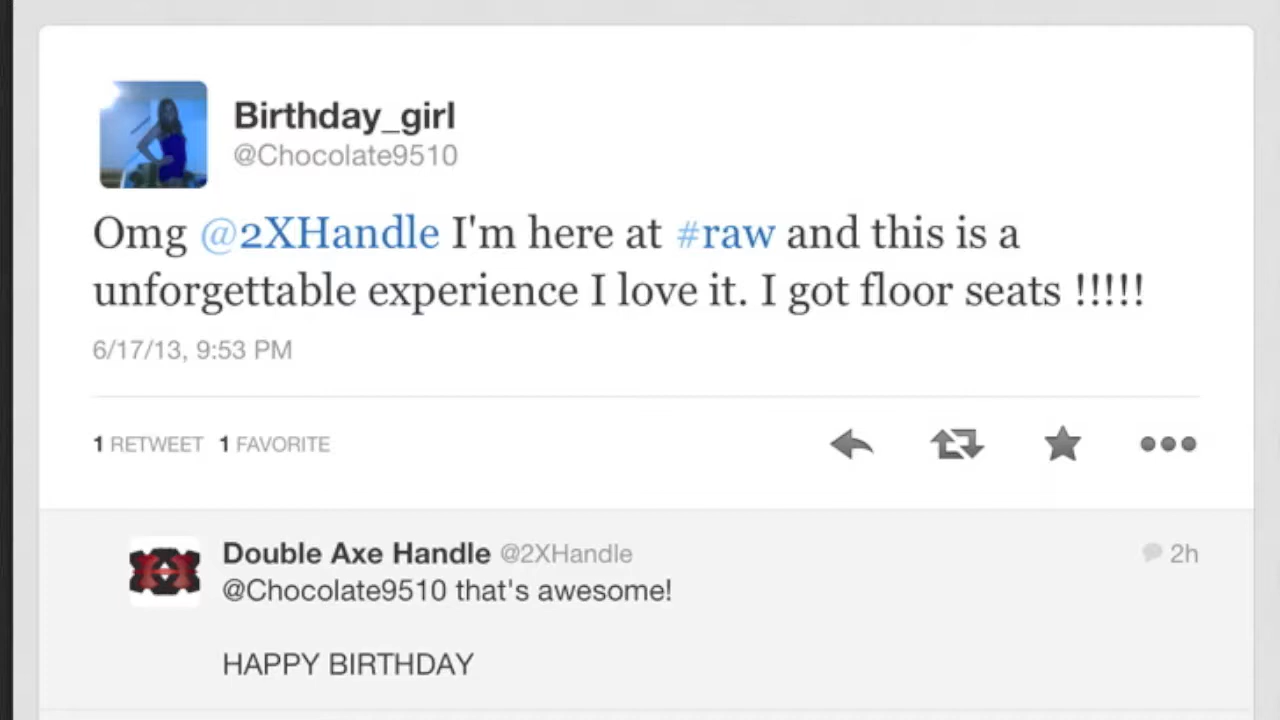 Birthday_girl
@Chocolate9510
Omg @2XHandle I'm here at #raw and this is a
unforgettable experience I love it. I got floor seats !!!!!
6/17/13, 9:53 PM
1 RETWEET 1 FAVORITE
Double Axe Handle @2XHandle 2h
@Chocolate9510 that's awesome!
HAPPY BIRTHDAY